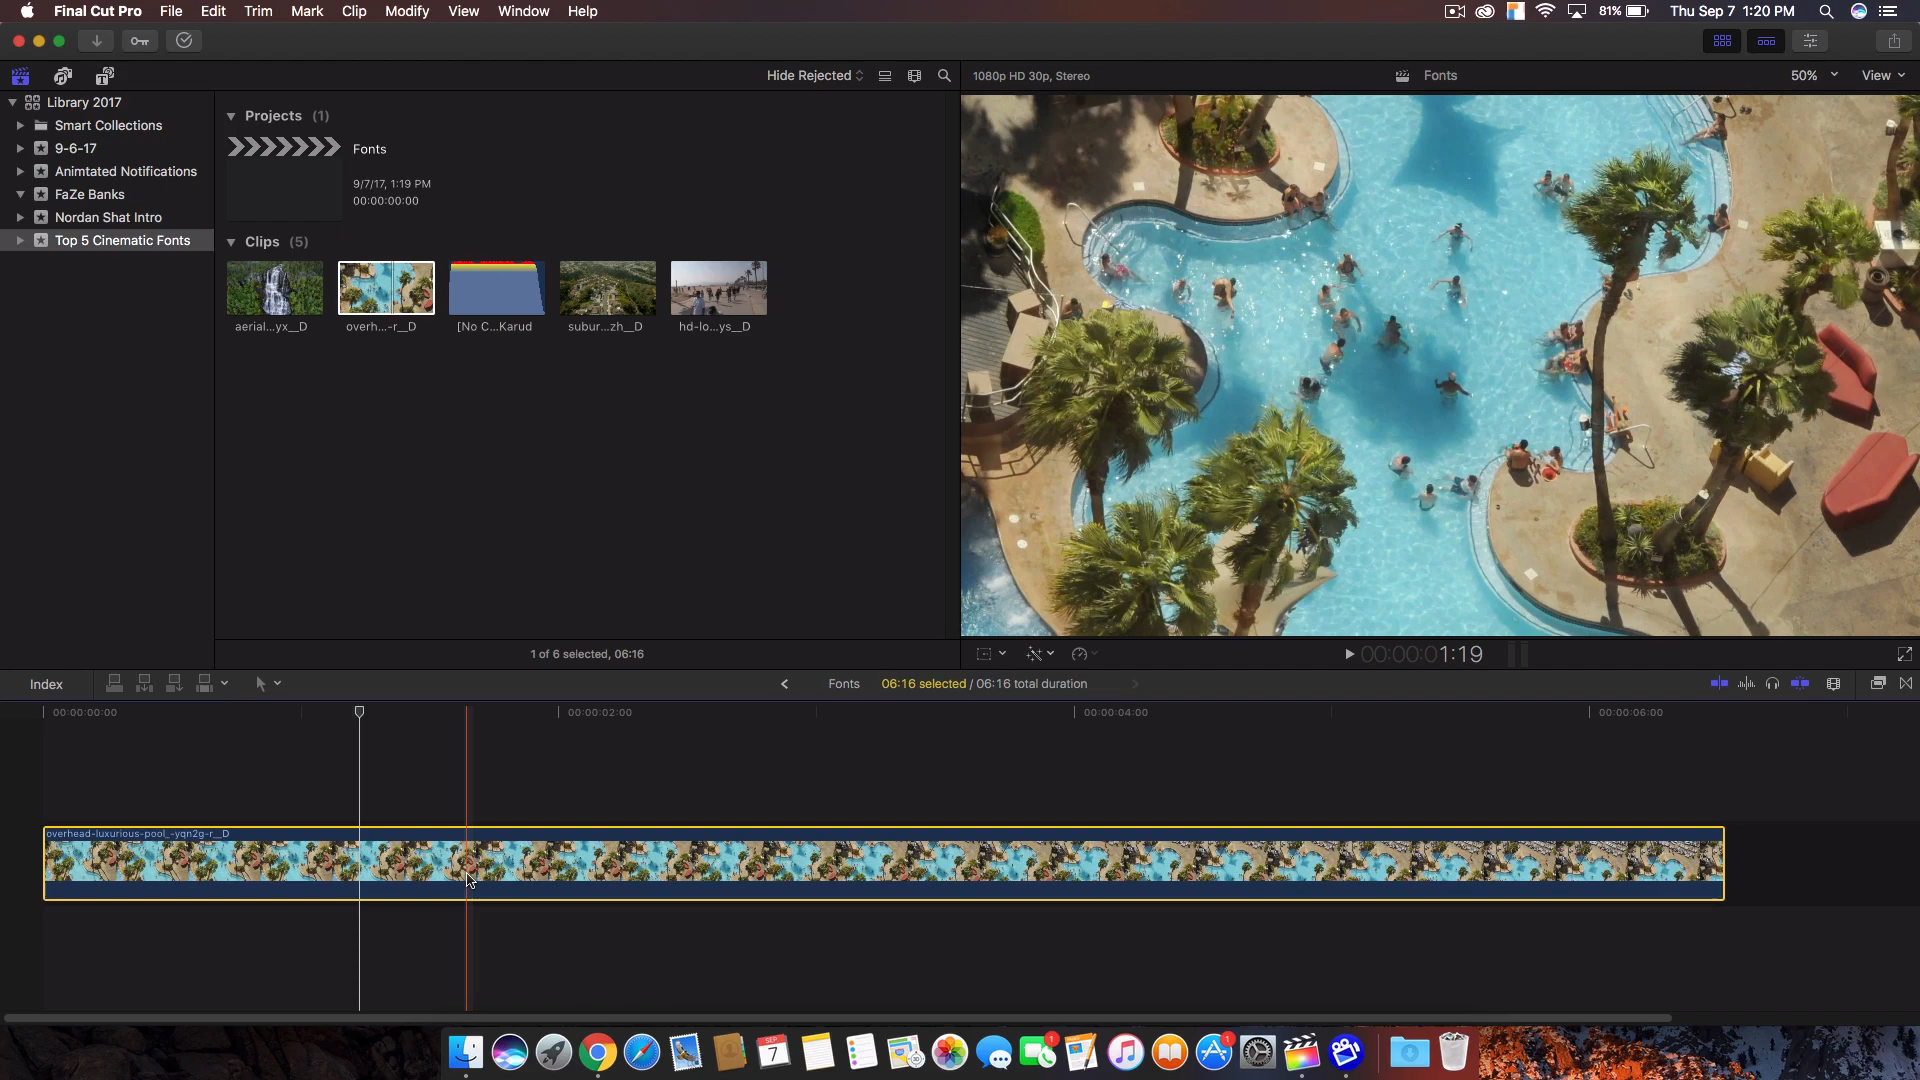 Final Cut Pro File Edit Trim Mark Clip Modify View Window Help 81% Thu Sep 7 1:20 PM
Hide Rejected
1080p HD 30p, Stereo
Fonts
50%
View
Library 2017
Smart Collections
9-6-17
Animtated Notifications
FaZe Banks
Nordan Shat Intro
Top 5 Cinematic Fonts
Projects (1)
Fonts
9/7/17, 1:19 PM
00:00:00:00
Clips (5)
aerial...yx__D
overh...-r__D
[No C...Karud
subur...zh__D
hd-lo...ys__D
1 of 6 selected, 06:16
00:00:01:19
Index
Fonts
06:16 selected / 06:16 total duration
00:00:00:00
00:00:02:00
00:00:04:00
00:00:06:00
overhead-luxurious-pool_-yqn2g-r__D
SEP
7
1
1